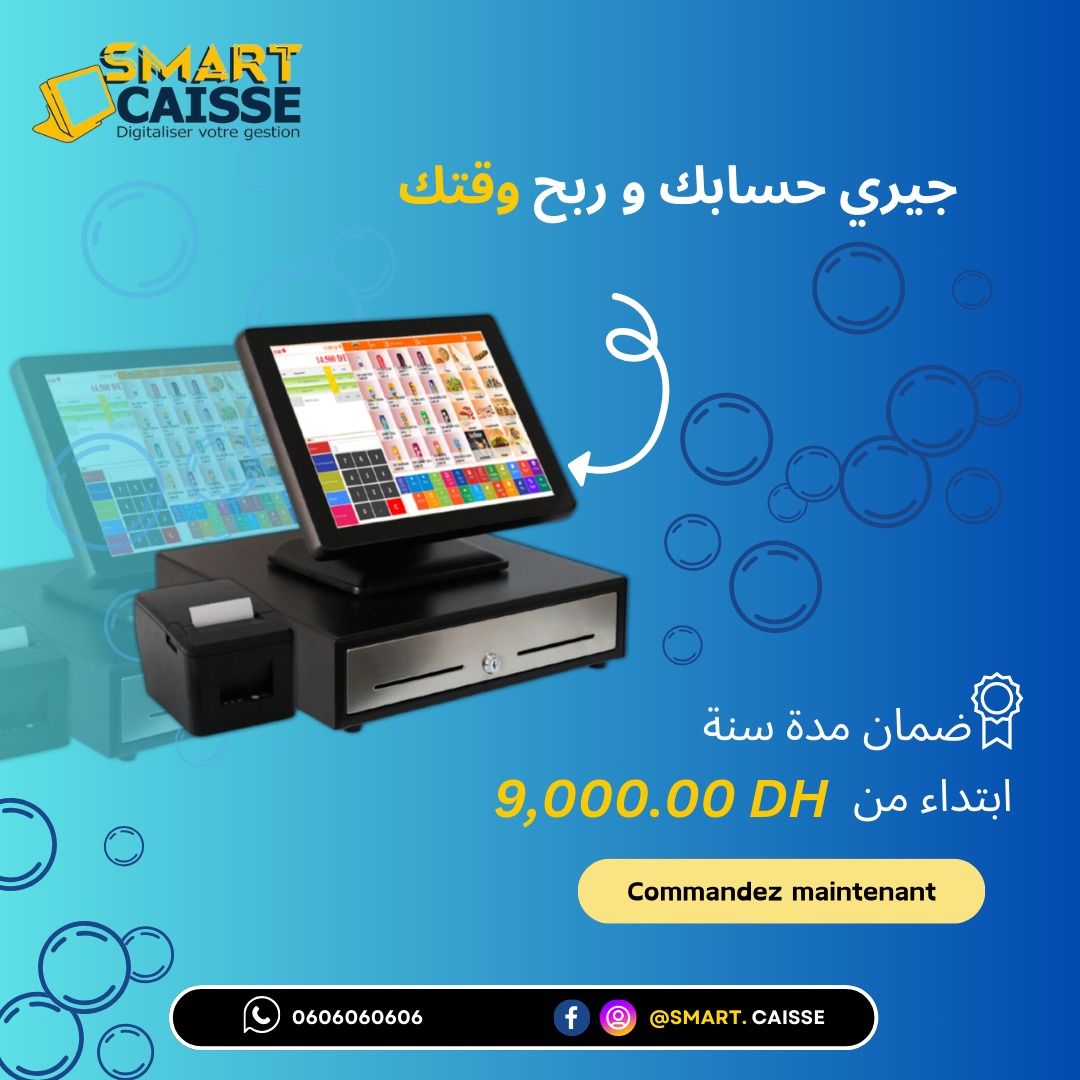 SMART
CAISSE
Digitaliser votre gestion
جيري حسابك و ربح وقتك
ضمان مدة سنة
ابتداء من 9,000.00 DH
Commandez maintenant
0606060606
@SMART. CAISSE